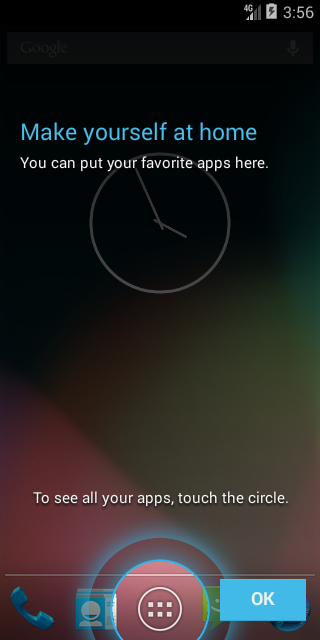 4G 3:56
Google
Make yourself at home
You can put your favorite apps here.
To see all your apps, touch the circle.
OK